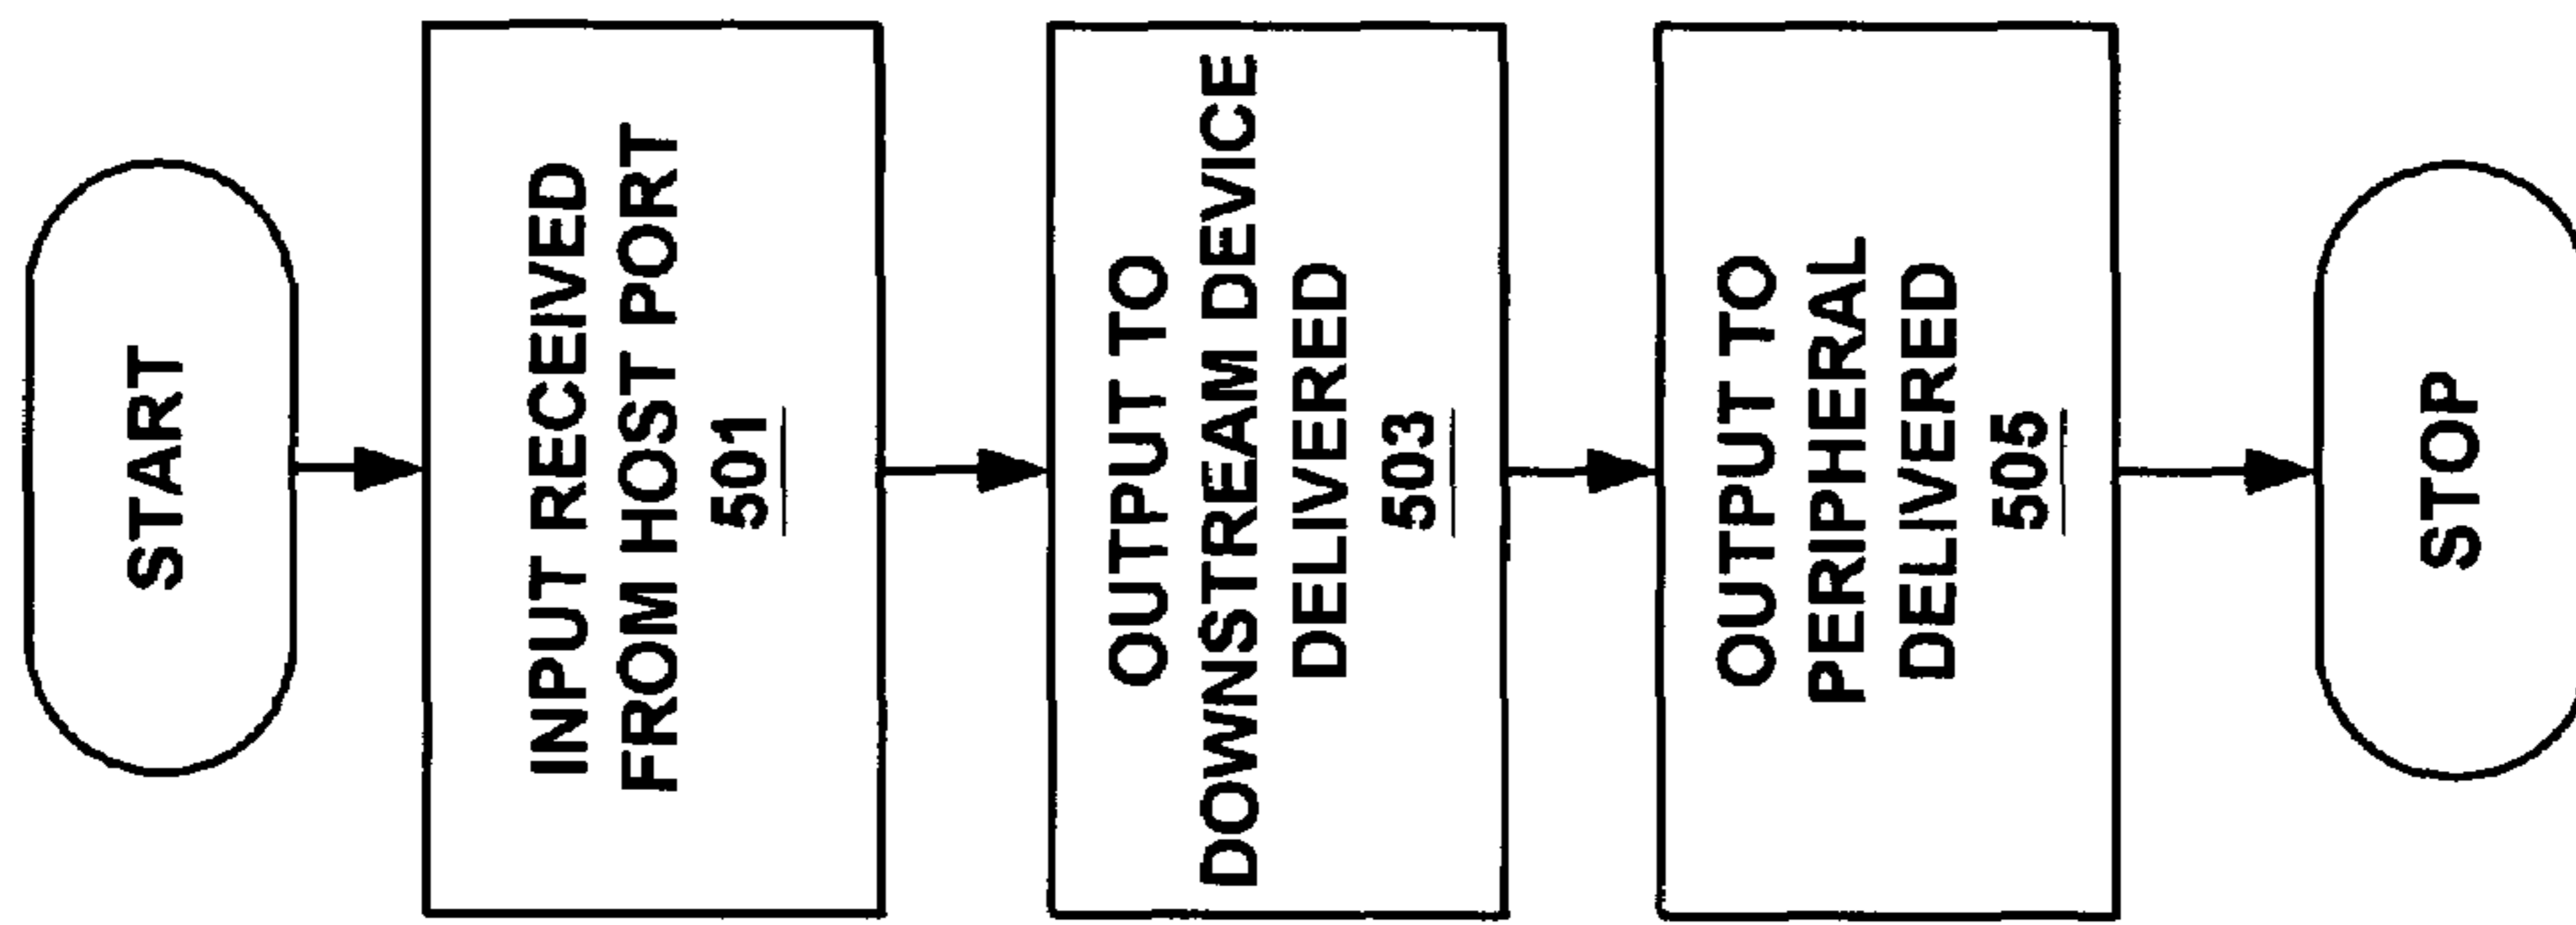 START
INPUT RECEIVED
FROM HOST PORT
501
OUTPUT TO
DOWNSTREAM DEVICE
DELIVERED
503
OUTPUT TO
PERIPHERAL
DELIVERED
505
STOP